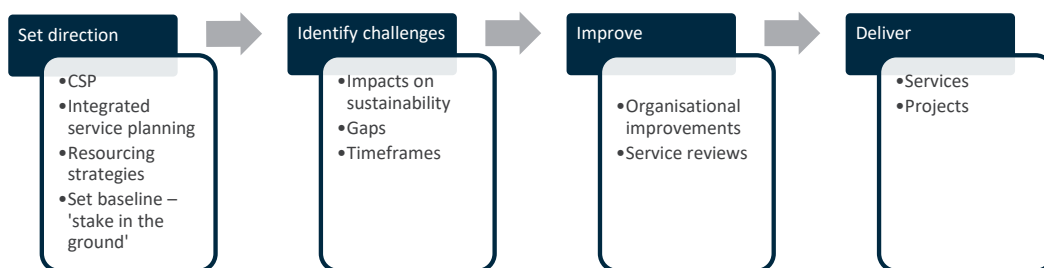 Set direction
•CSP
•Integrated
service planning
•Resourcing
strategies
•Set baseline –
'stake in the
ground'
Identify challenges
•Impacts on
sustainability
•Gaps
•Timeframes
Improve
•Organisational
improvements
•Service reviews
Deliver
•Services
•Projects